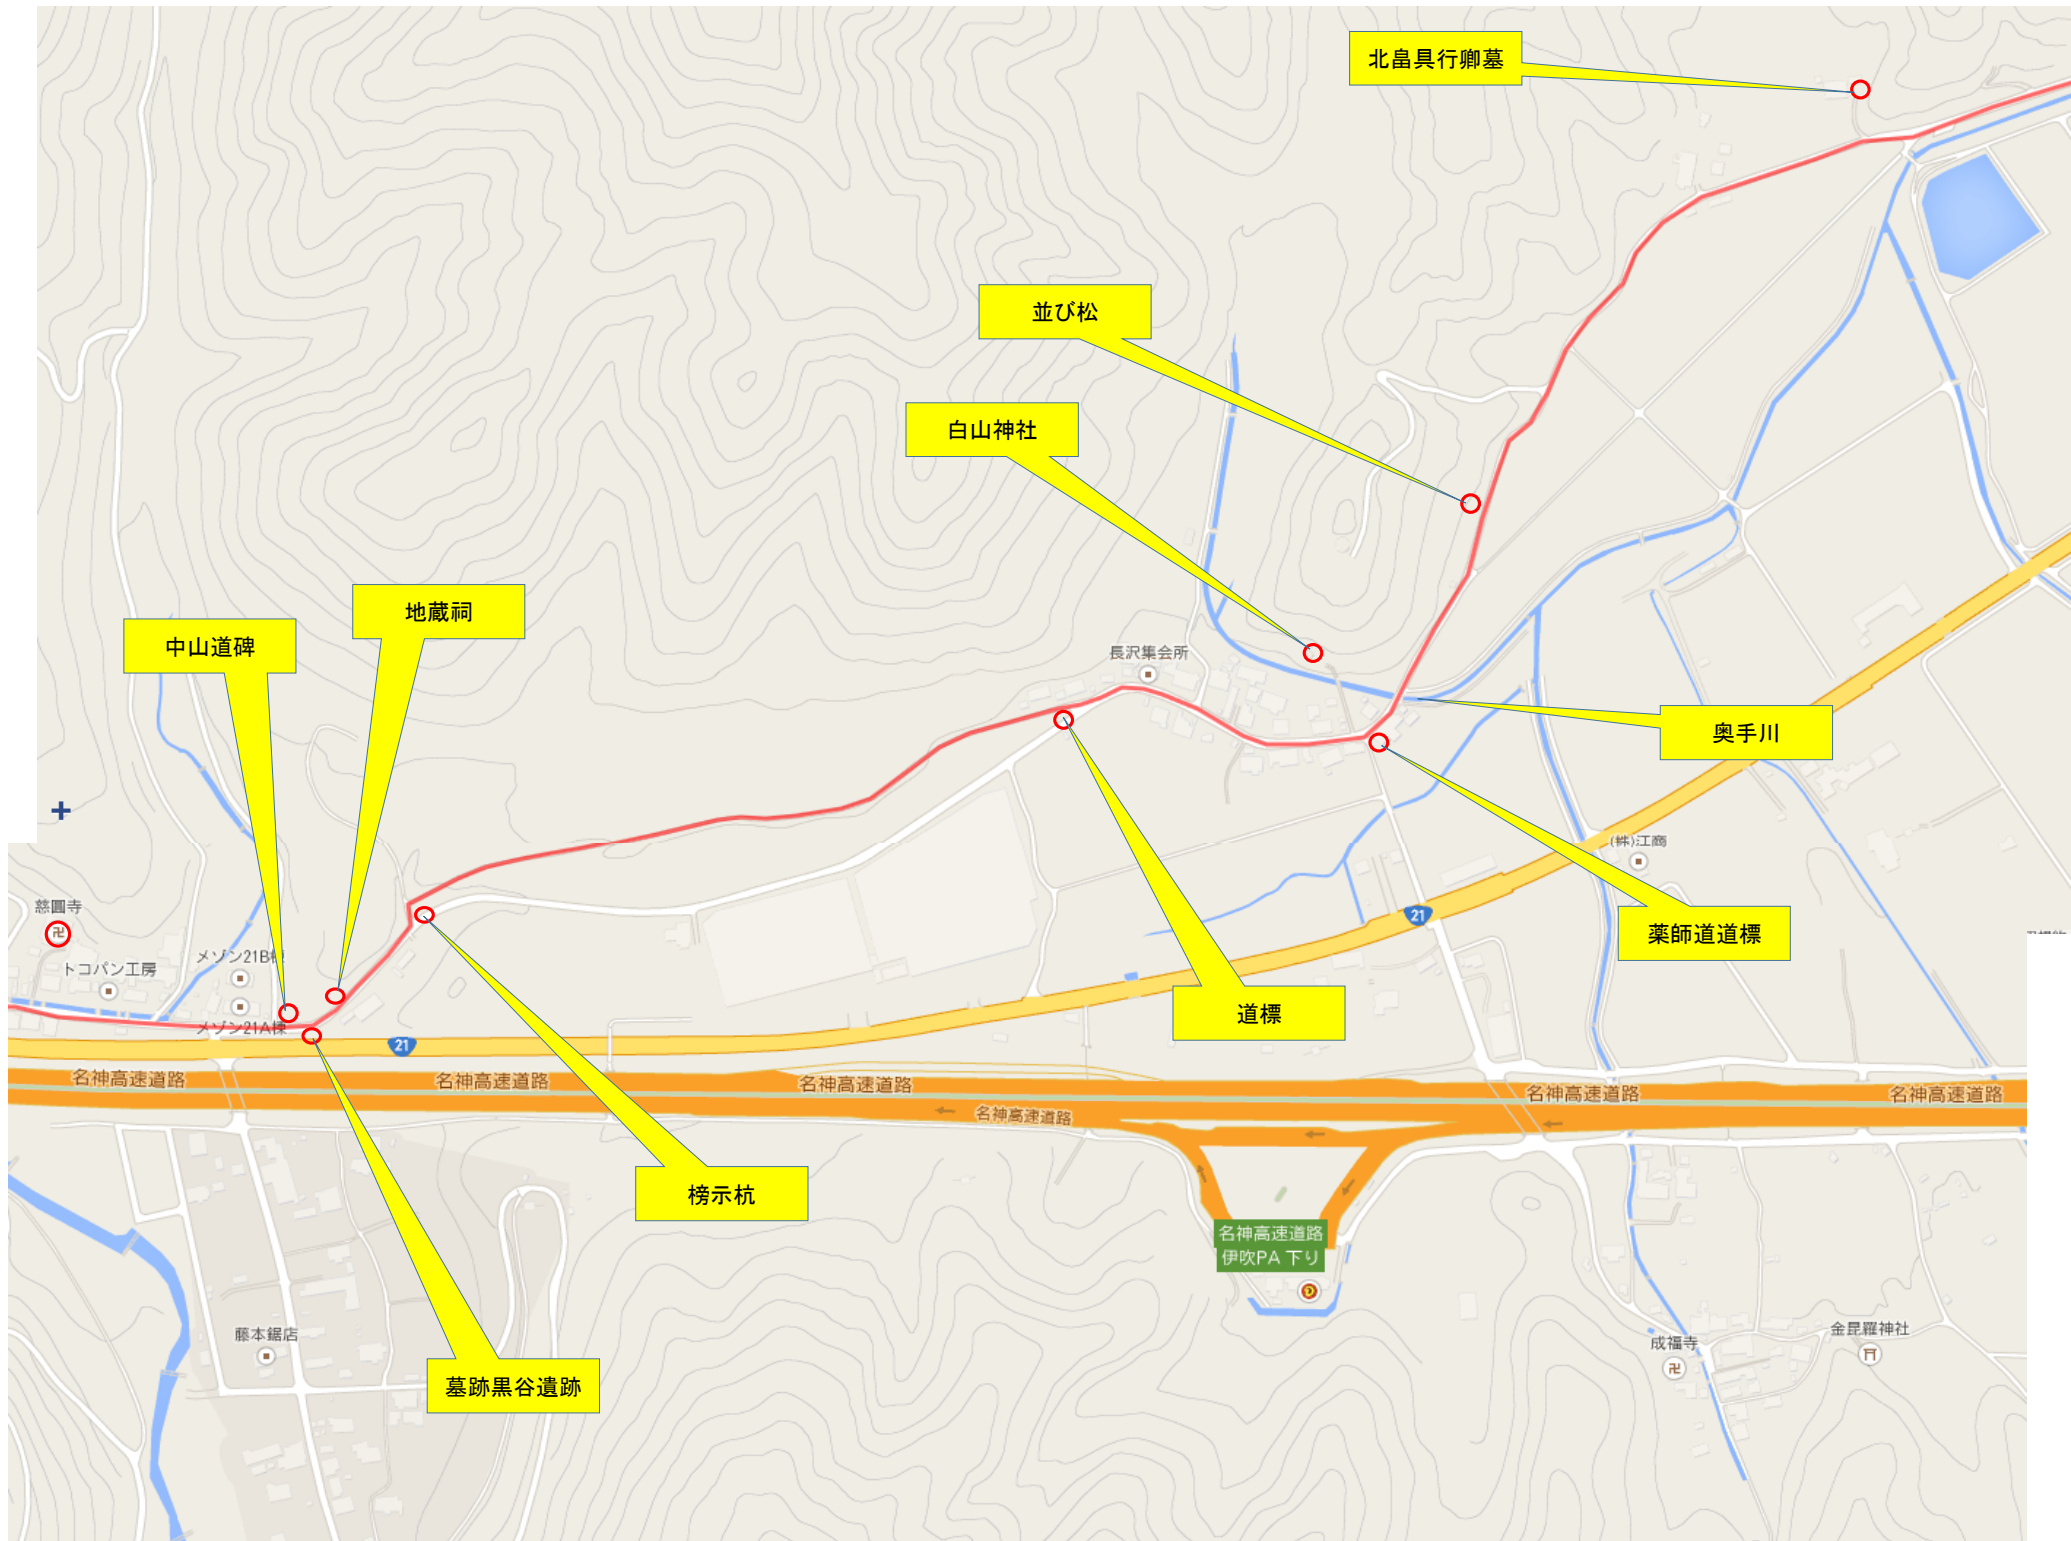 北畠具行卿墓
並び松
白山神社
地蔵祠
中山道碑
長沢集会所
奥手川
(株)江商
慈圓寺
薬師道道標
21
メゾン21B棟
トコパン工房
道標
メゾン21A棟
21
名神高速道路
名神高速道路
名神高速道路
名神高速道路
名神高速道路
名神高速道路
榜示杭
名神高速道路
伊吹PA 下り
藤本鋸店
成福寺
金昆羅神社
墓跡黒谷遺跡